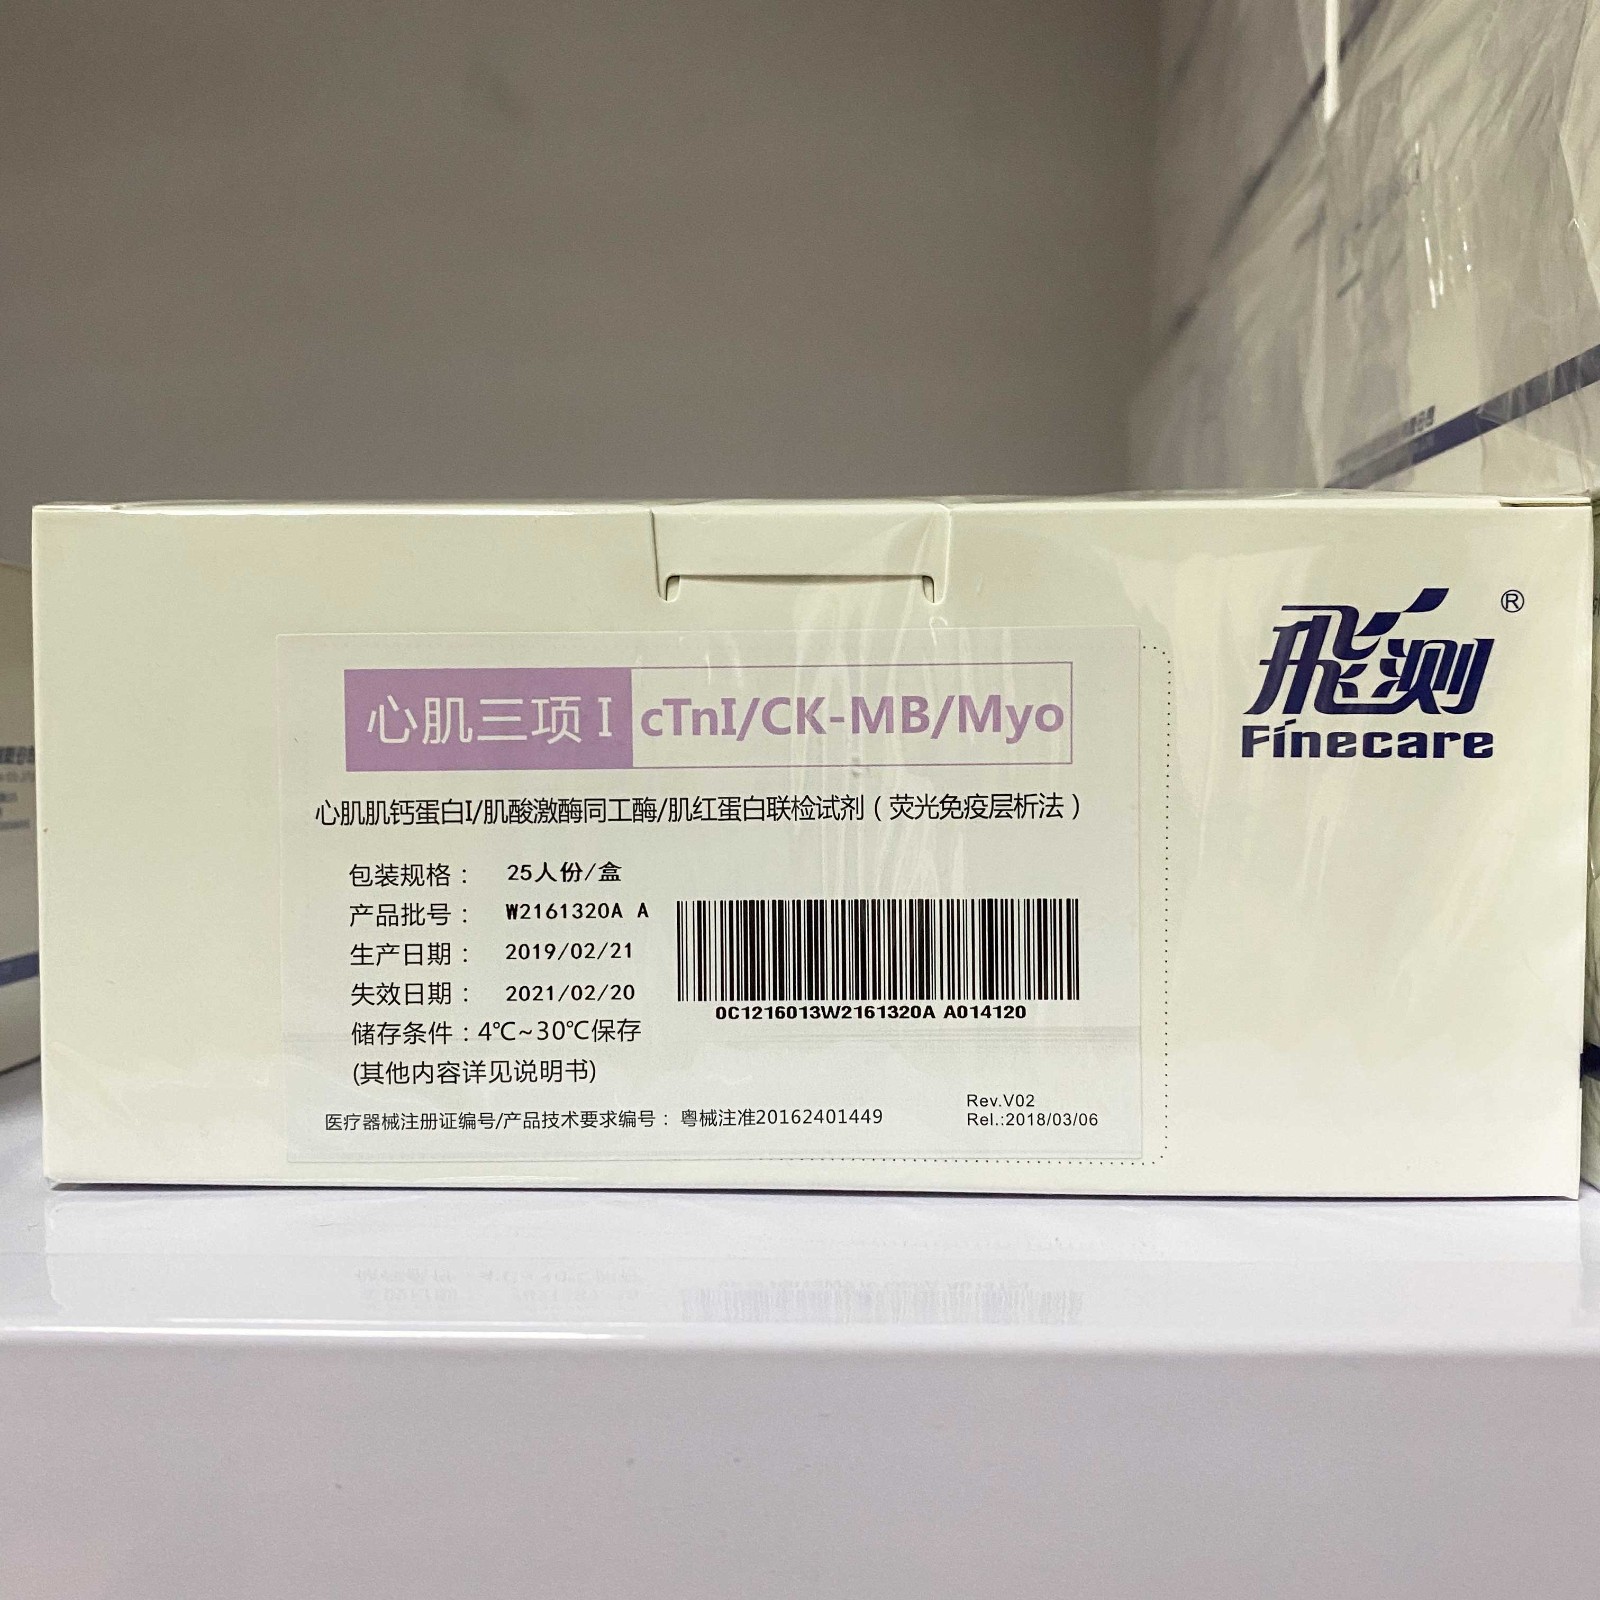 飛测®
Finecare
心肌三项 I cTnI/CK-MB/Myo
心肌肌钙蛋白I/肌酸激酶同工酶/肌红蛋白联检试剂（荧光免疫层析法）
包装规格： 25人份/盒
产品批号： W2161320A A
生产日期： 2019/02/21
失效日期： 2021/02/20
0C1216013W2161320A A014120
储存条件：4℃~30℃保存
(其他内容详见说明书)
医疗器械注册证编号/产品技术要求编号：粤械注准20162401449
Rev.V02
Rel.:2018/03/06